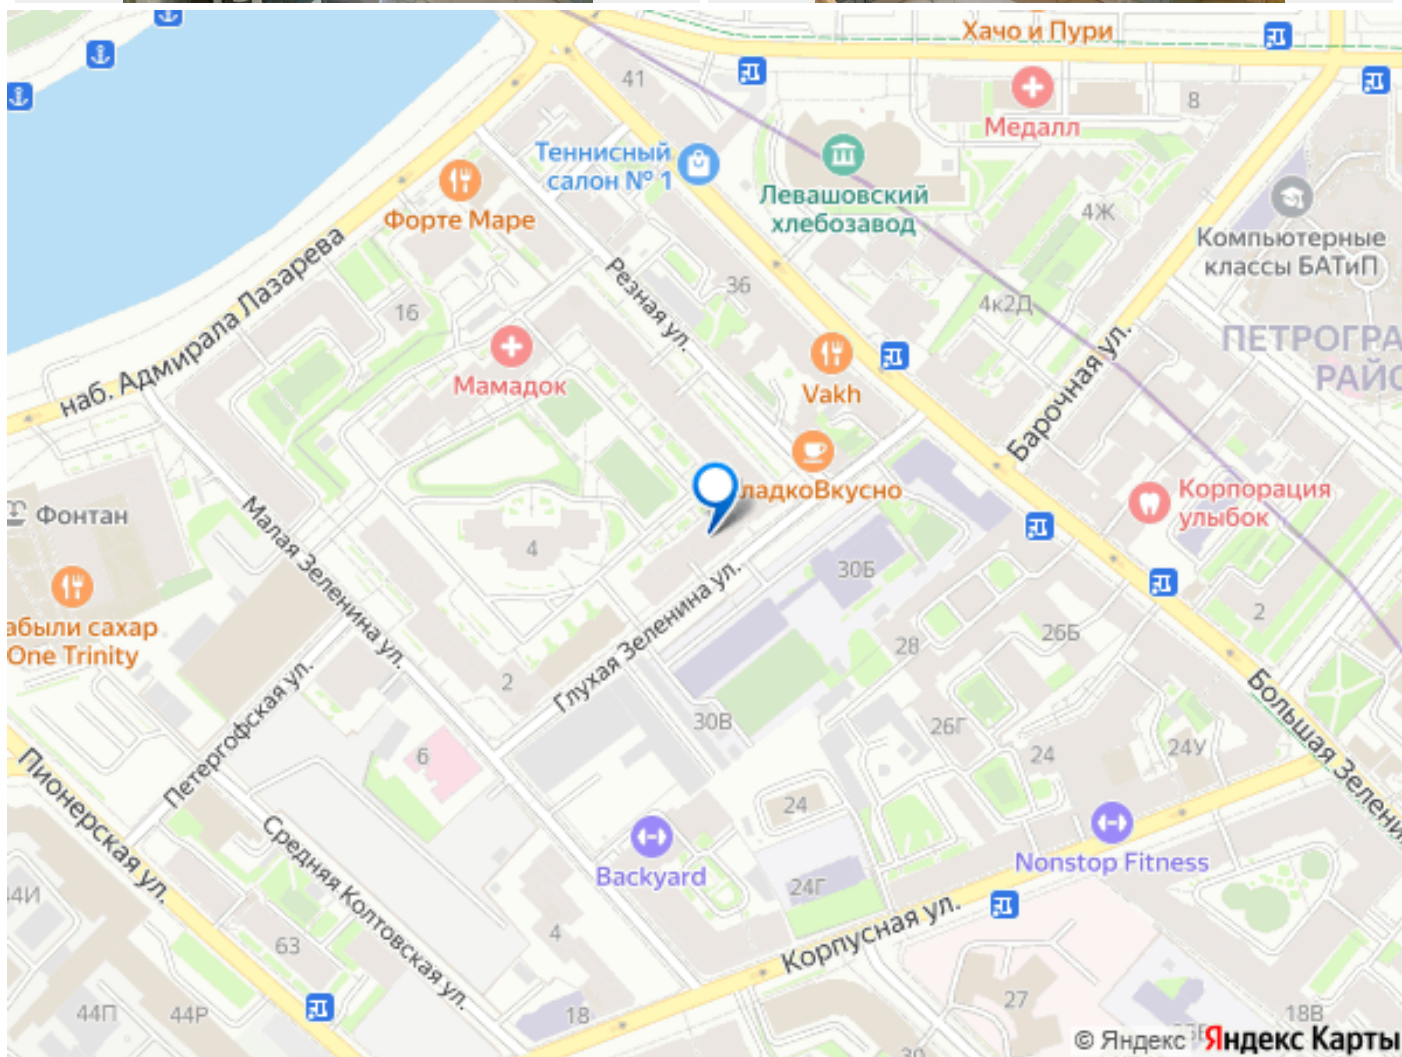 Хачо и Пури
41
8
Медалл
Теннисный
салон № 1
Левашовский
хлебозавод
4Ж
Форте Маре
Компьютерные
классы БАТиП
наб. Адмирала Лазарева
Резная ул.
36
4к2Д
16
ПЕТРОГРА
РАЙО
Мамадок
Vakh
Барочная ул.
ладкоВкусно
Корпорация
улыбок
Фонтан
Малая Зеленина ул.
4
30Б
Глухая Зеленина ул.
2
абыли сахар
One Trinity
28
26Б
2
Петергофская ул.
30В
26Г
24
24У
Большая Зелени
6
Пионерская ул.
Средняя Колтовская ул.
24
Backyard
Nonstop Fitness
24Г
44И
Корпусная ул.
63
4
27
44П
44Р
18
18В
30
© Яндекс Яндекс Карты